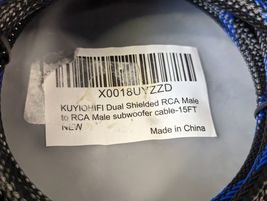 X0018UYZZD
KUYIOHIFI Dual Shielded RCA Male
to RCA Male subwoofer cable-15FT
NEW
Made in China